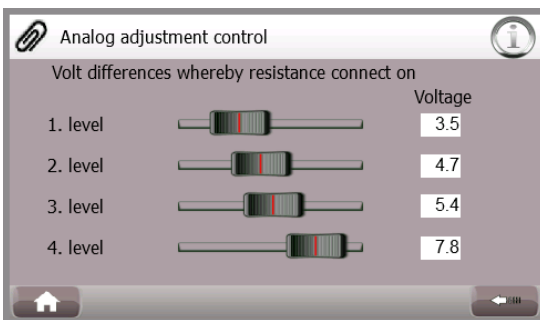 Analog adjustment control
Volt differences whereby resistance connect on
Voltage
1. level 3.5
2. level 4.7
3. level 5.4
4. level 7.8